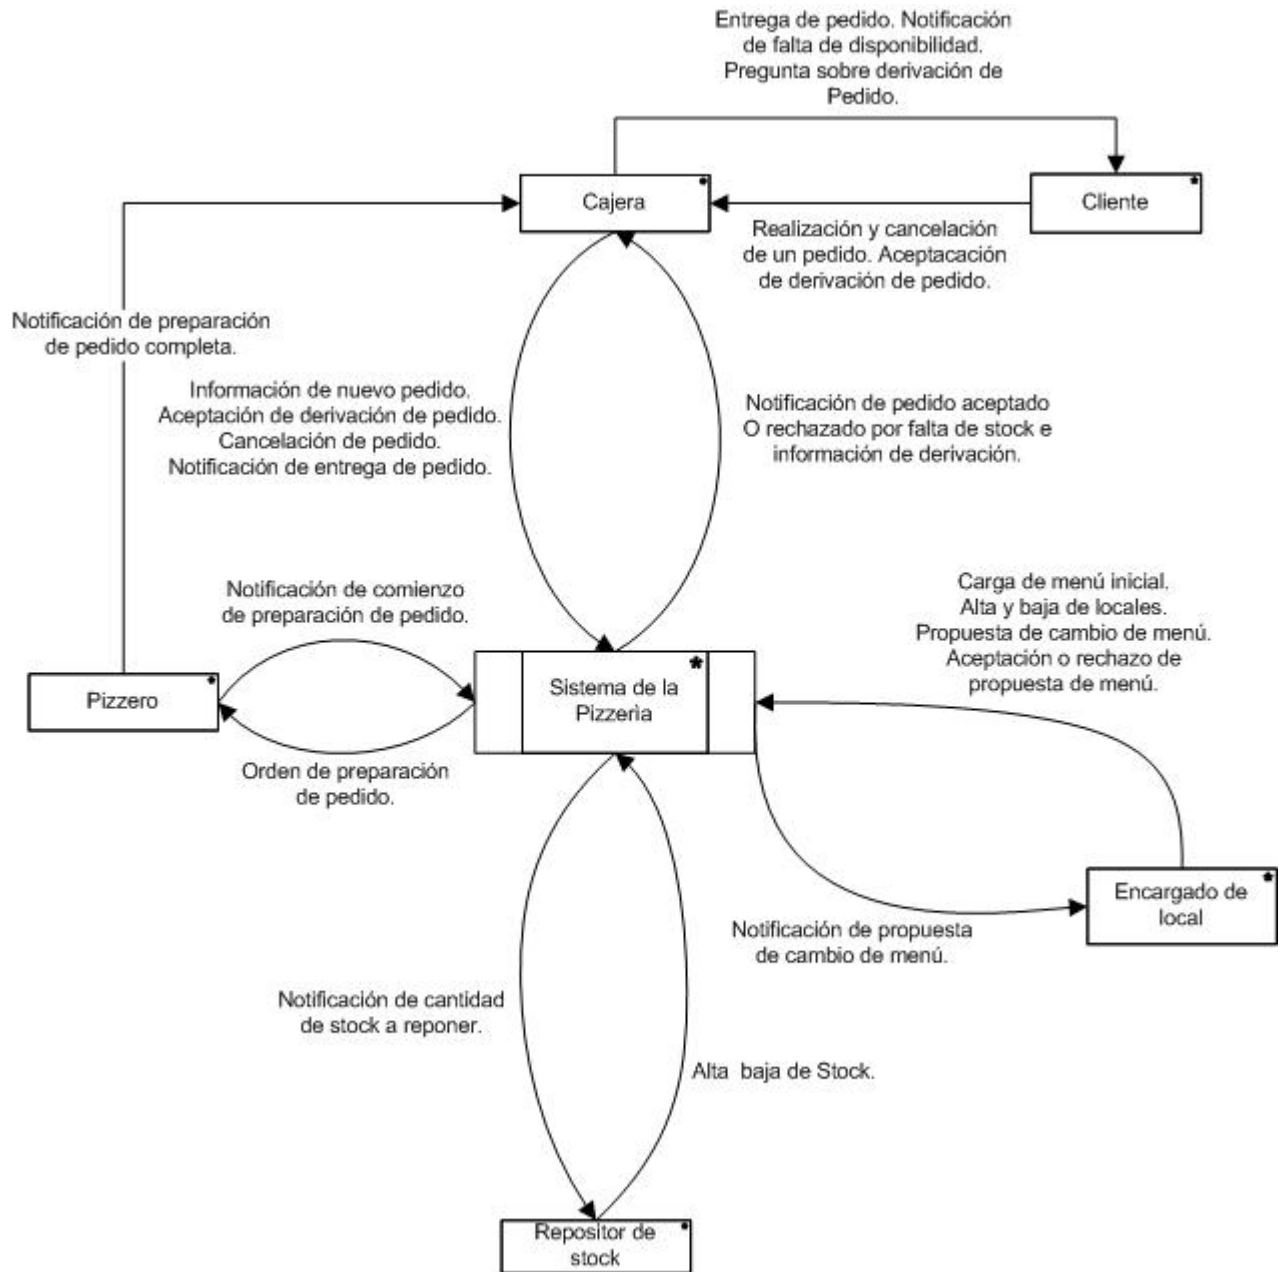 Entrega de pedido. Notificación
de falta de disponibilidad.
Pregunta sobre derivación de
Pedido.
Cajera
Cliente
Realización y cancelación
de un pedido. Aceptacación
de derivación de pedido.
Notificación de preparación
de pedido completa.
Información de nuevo pedido.
Aceptación de derivación de pedido.
Cancelación de pedido.
Notificación de entrega de pedido.
Notificación de pedido aceptado
O rechazado por falta de stock e
información de derivación.
Notificación de comienzo
de preparación de pedido.
Carga de menú inicial.
Alta y baja de locales.
Propuesta de cambio de menú.
Aceptación o rechazo de
propuesta de menú.
Pizzero
Sistema de la
Pizzerìa
Orden de preparación
de pedido.
Encargado de
local
Notificación de propuesta
de cambio de menú.
Notificación de cantidad
de stock a reponer.
Alta  baja de Stock.
Repositor de
stock